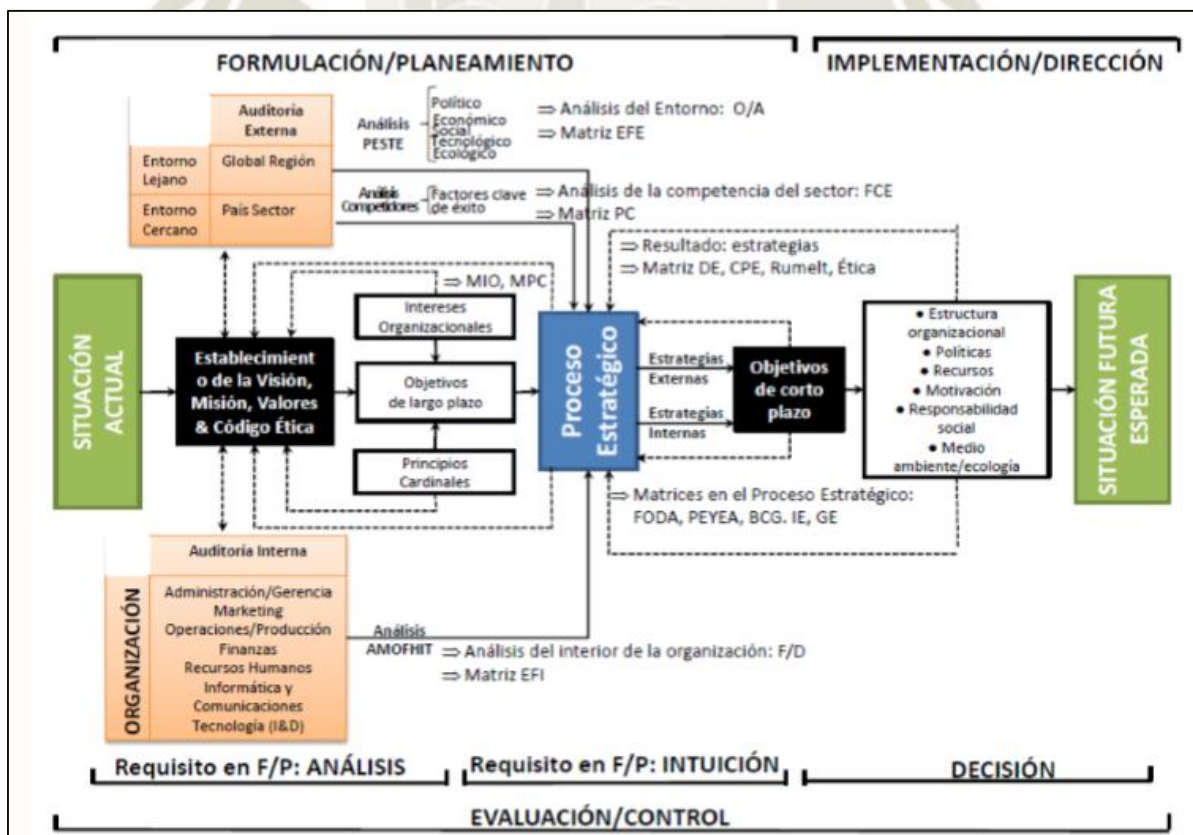 FORMULACIÓN/PLANEAMIENTO
IMPLEMENTACIÓN/DIRECCIÓN
Auditoría
Externa
Entorno
Lejano
Global Región
Entorno
Cercano
País Sector
Análisis
PESTE
Político
Económico
Social
Tecnológico
Ecológico
⇒ Análisis del Entorno: O/A
⇒ Matriz EFE
Análisis
Competidores
Factores clave
de éxito
⇒ Análisis de la competencia del sector: FCE
⇒ Matriz PC
⇒ Resultado: estrategias
⇒ Matriz DE, CPE, Rumelt, Ética
⇒ MIO, MPC
SITUACIÓN
ACTUAL
Establecimient
o de la Visión,
Misión, Valores
& Código Ética
Intereses
Organizacionales
Objetivos
de largo plazo
Principios
Cardinales
Proceso
Estratégico
Estrategias
Externas
Estrategias
Internas
Objetivos
de corto
plazo
● Estructura
organizacional
● Políticas
● Recursos
● Motivación
● Responsabilidad
social
● Medio
ambiente/ecología
SITUACIÓN FUTURA
ESPERADA
⇒ Matrices en el Proceso Estratégico:
FODA, PEYEA, BCG. IE, GE
Auditoría Interna
ORGANIZACIÓN
Administración/Gerencia
Marketing
Operaciones/Producción
Finanzas
Recursos Humanos
Informática y
Comunicaciones
Tecnología (I&D)
Análisis
AMOFHIT
⇒ Análisis del interior de la organización: F/D
⇒ Matriz EFI
Requisito en F/P: ANÁLISIS
Requisito en F/P: INTUICIÓN
DECISIÓN
EVALUACIÓN/CONTROL